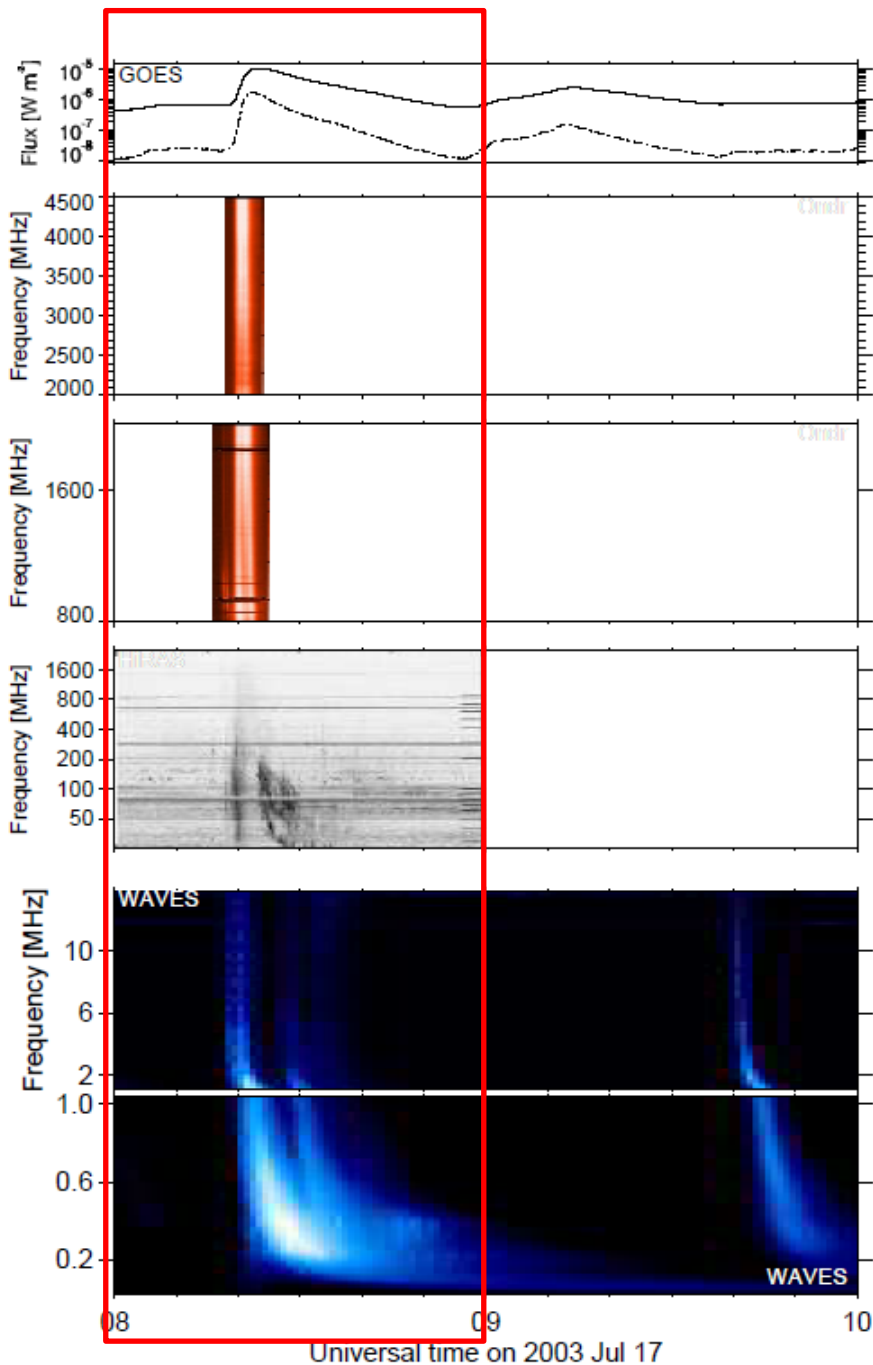 Flux [W m²]
10⁻⁵
10⁻⁶
10⁻⁷
10⁻⁸
GOES
Frequency [MHz]
4500
4000
3500
3000
2500
2000
Frequency [MHz]
1600
800
Frequency [MHz]
1600
800
400
200
100
50
HiRAS
Frequency [MHz]
WAVES
10
6
2
1.0
0.6
0.2
WAVES
08
09
10
Universal time on 2003 Jul 17